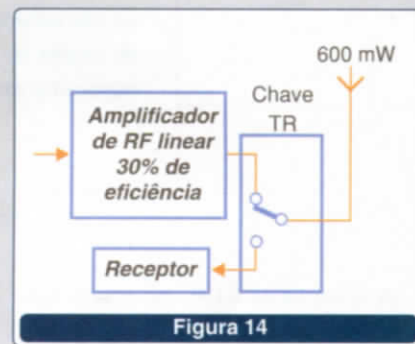 600 mW
Chave
TR
Amplificador
de RF linear
30% de
eficiência
Receptor
Figura 14